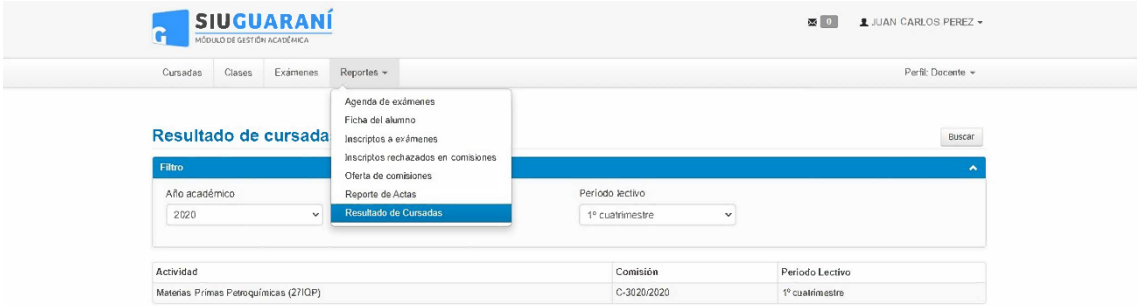 SIUGUARANÍ
MÓDULO DE GESTIÓN ACADÉMICA
0
JUAN CARLOS PEREZ
Cursadas Clases Exámenes Reportes Perfil: Docente
Agenda de exámenes
Ficha del alumno
Inscriptos a exámenes
Inscriptos rechazados en comisiones
Oferta de comisiones
Reporte de Actas
Resultado de Cursadas
Resultado de cursada
Buscar
Filtro
Año académico Período lectivo
2020 1º cuatrimestre
Actividad Comisión Periodo Lectivo
Materias Primas Petroquímicas (27IQP) C-3020/2020 1º cuatrimestre